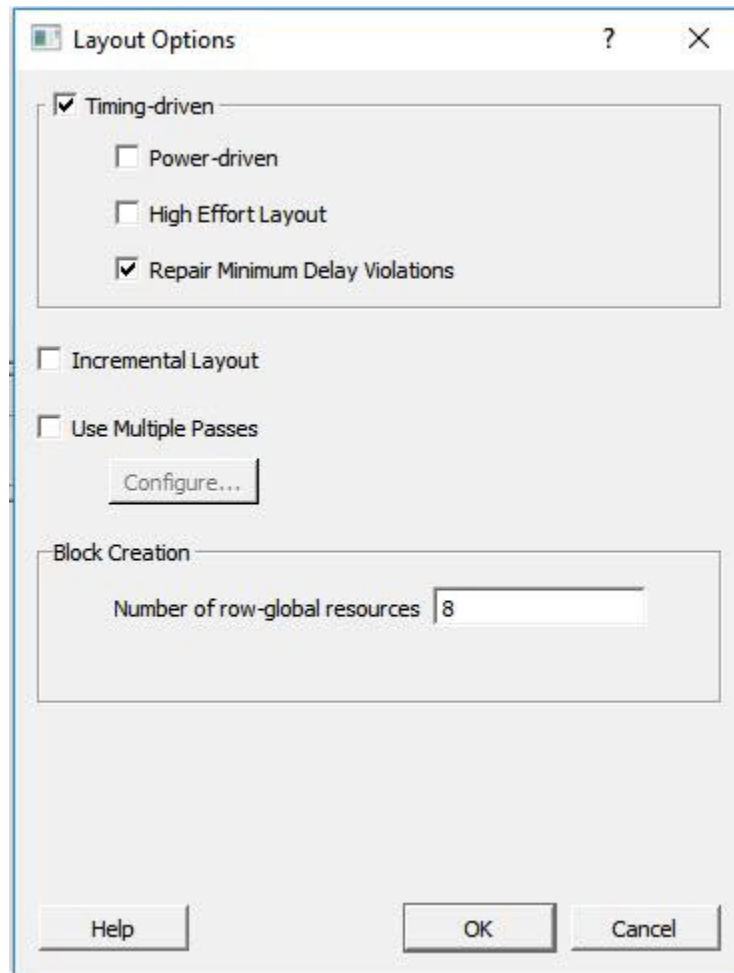 Layout Options
Timing-driven
Power-driven
High Effort Layout
Repair Minimum Delay Violations
Incremental Layout
Use Multiple Passes
Configure...
Block Creation
Number of row-global resources 8
Help OK Cancel